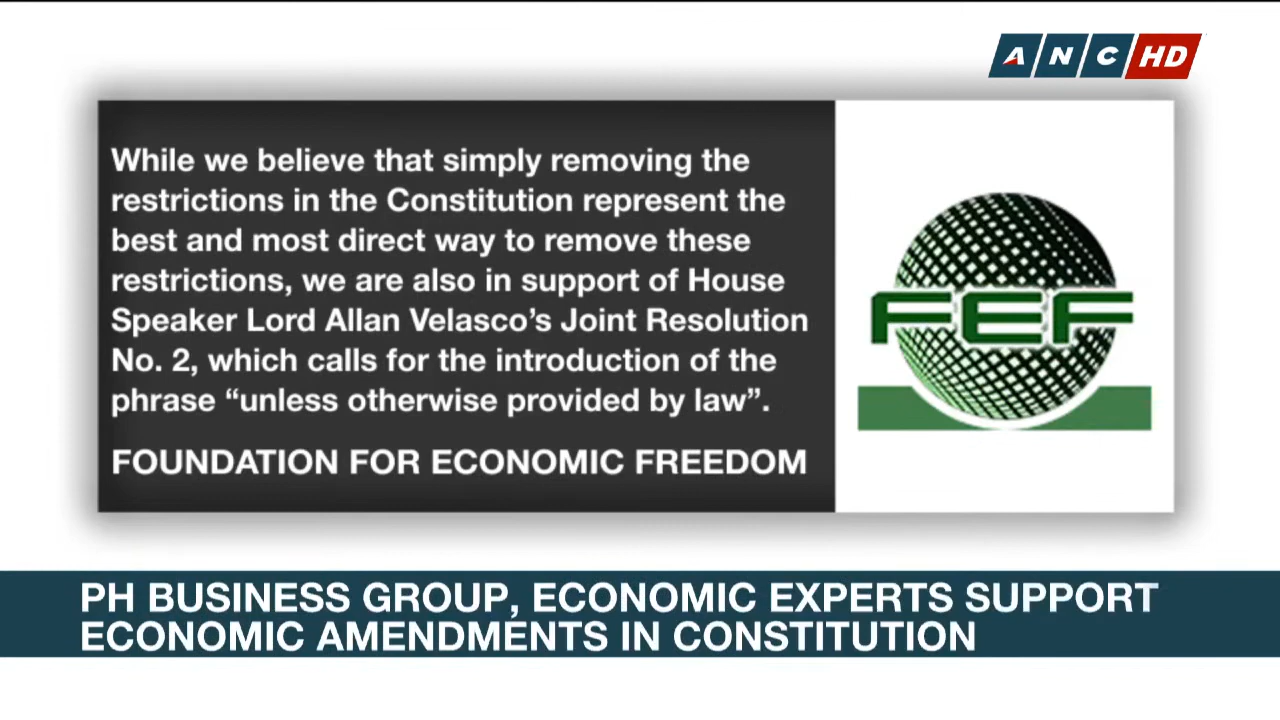 ANC HD
While we believe that simply removing the
restrictions in the Constitution represent the
best and most direct way to remove these
restrictions, we are also in support of House
Speaker Lord Allan Velasco’s Joint Resolution
No. 2, which calls for the introduction of the
phrase “unless otherwise provided by law”.
FOUNDATION FOR ECONOMIC FREEDOM
FEF
PH BUSINESS GROUP, ECONOMIC EXPERTS SUPPORT
ECONOMIC AMENDMENTS IN CONSTITUTION